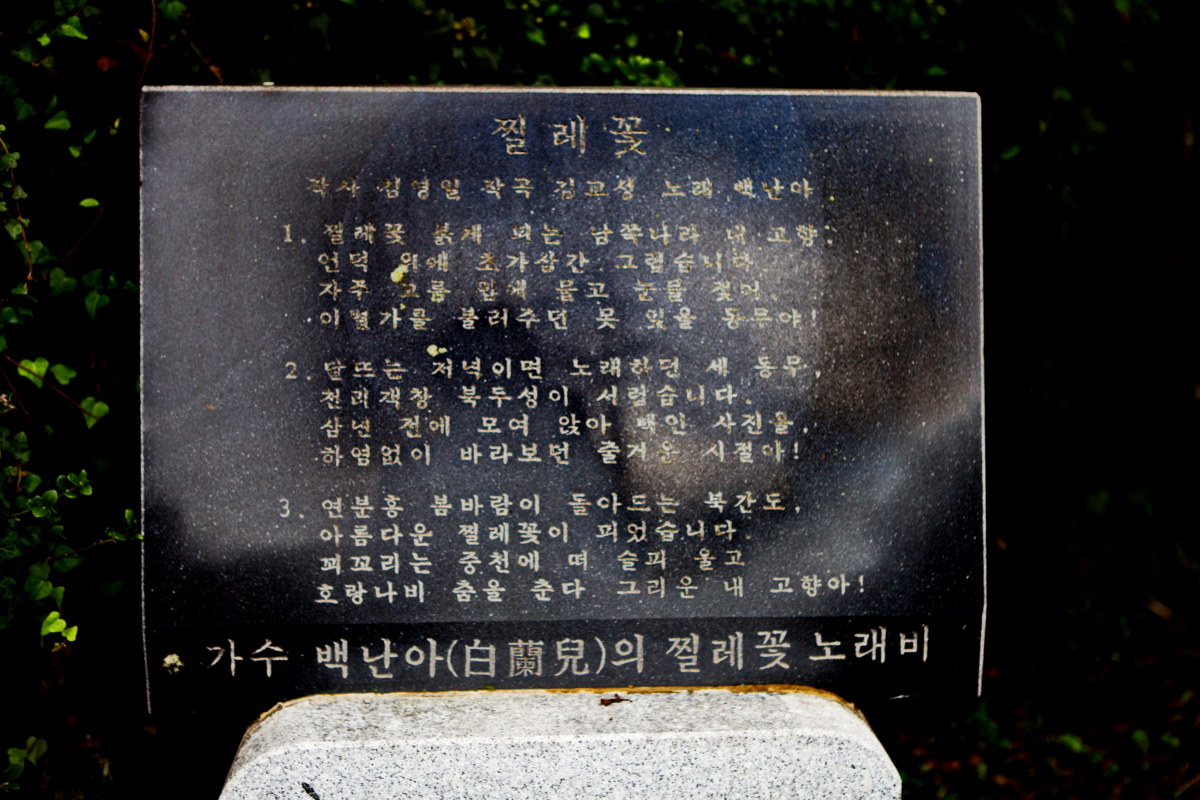 찔레꽃
작사 김영일 작곡 김교성 노래 백난아
1. 찔레꽃 붉게 피는 남쪽나라 내 고향.
언덕 위에 초가삼간 그립습니다.
자주 고름 입에 물고 눈물 젖어.
이별가를 불러주던 못 잊을 동무야!
2. 달뜨는 저녁이면 노래하던 세 동무,
천리객창 북두성이 서럽습니다.
삼년 전에 모여 앉아 백인 사진을,
하염없이 바라보던 즐거운 시절아!
3. 연분홍 봄바람이 돌아드는 북간도,
아름다운 찔레꽃이 피었습니다.
꾀꼬리는 중천에 떠 슬피 울고
호랑나비 춤을 춘다 그리운 내 고향아!
가수 백난아(白蘭兒)의 찔레꽃 노래비